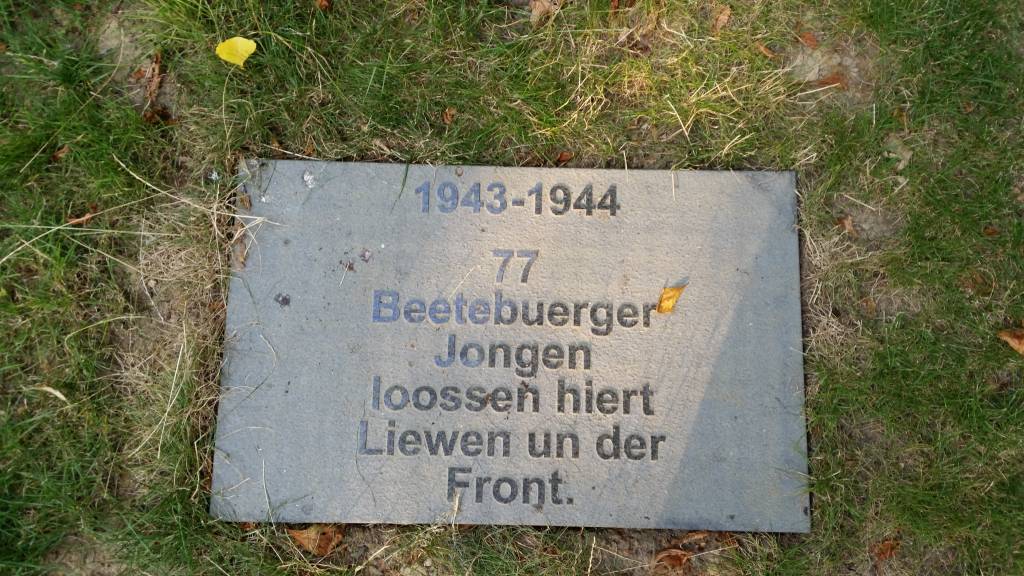 1943-1944
77
Beetebuerger
Jongen
loossen hiert
Liewen un der
Front.